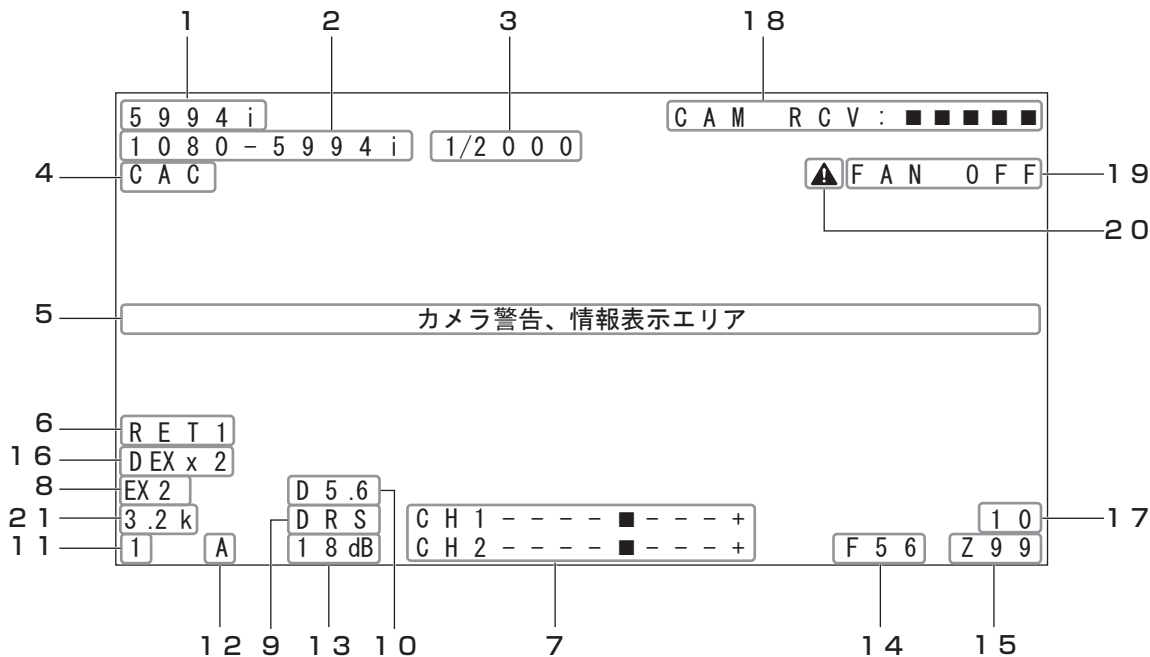 1 2 3 18
5994i CAM RCV:■■■■■
1080-5994i 1/2000
4 CAC ⚠ FAN OFF 19
20
5 カメラ警告、情報表示エリア
6 RET1
16 DEXx2
8 EX2 D5.6
21 3.2k DRS CH1----■---+ 10 17
11 1 A 18dB CH2----■---+ F56 Z99
12 9 13 10 7 14 15